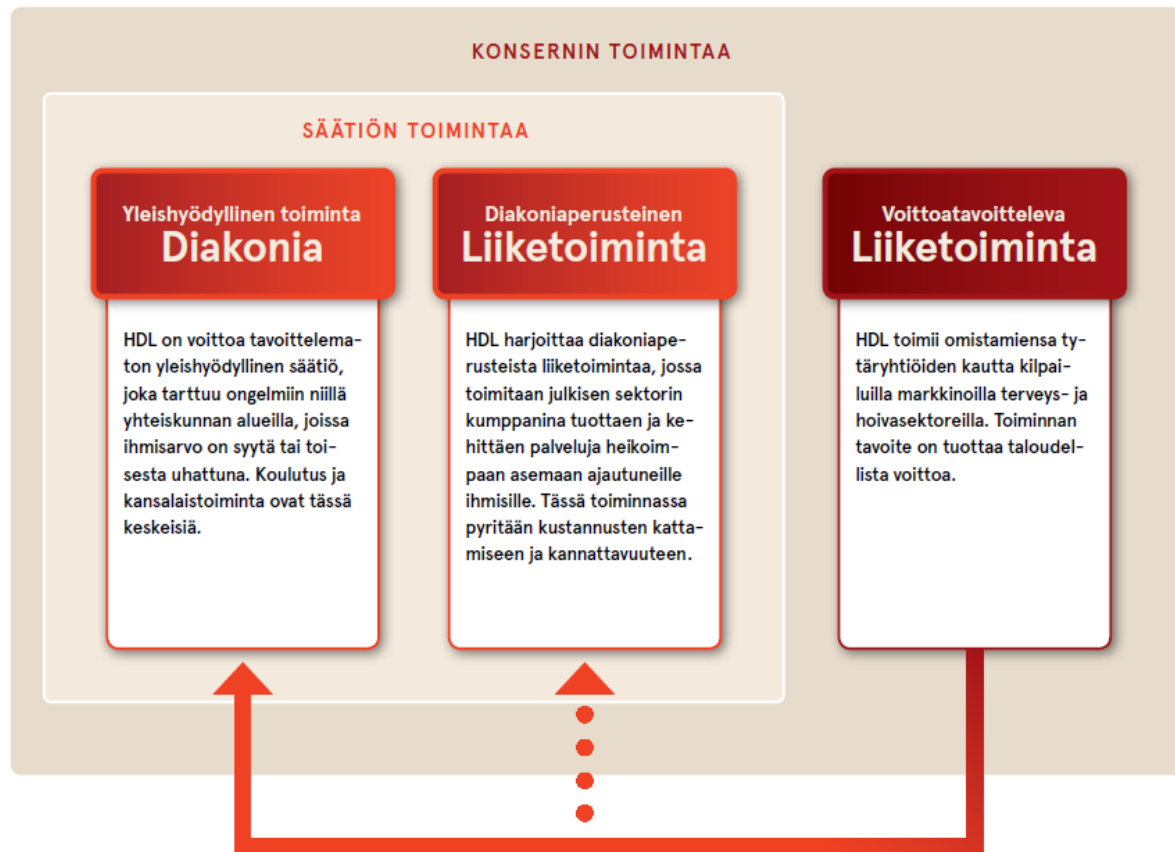 KONSERNIN TOIMINTAA
SÄÄTIÖN TOIMINTAA
Yleishyödyllinen toiminta
Diakonia
HDL on voittoa tavoittelema-
ton yleishyödyllinen säätiö,
joka tarttuu ongelmiin niillä
yhteiskunnan alueilla, joissa
ihmisarvo on syytä tai toi-
sesta uhattuna. Koulutus ja
kansalaistoiminta ovat tässä
keskeisiä.
Diakoniaperusteinen
Liiketoiminta
HDL harjoittaa diakoniape-
rusteista liiketoimintaa, jossa
toimitaan julkisen sektorin
kumppanina tuottaen ja ke-
hittäen palveluja heikoim-
paan asemaan ajautuneille
ihmisille. Tässä toiminnassa
pyritään kustannusten katta-
miseen ja kannattavuuteen.
Voittoatavoitteleva
Liiketoiminta
HDL toimii omistamiensa ty-
täryhtiöiden kautta kilpai-
luilla markkinoilla terveys- ja
hoivasektoreilla. Toiminnan
tavoite on tuottaa taloudel-
lista voittoa.